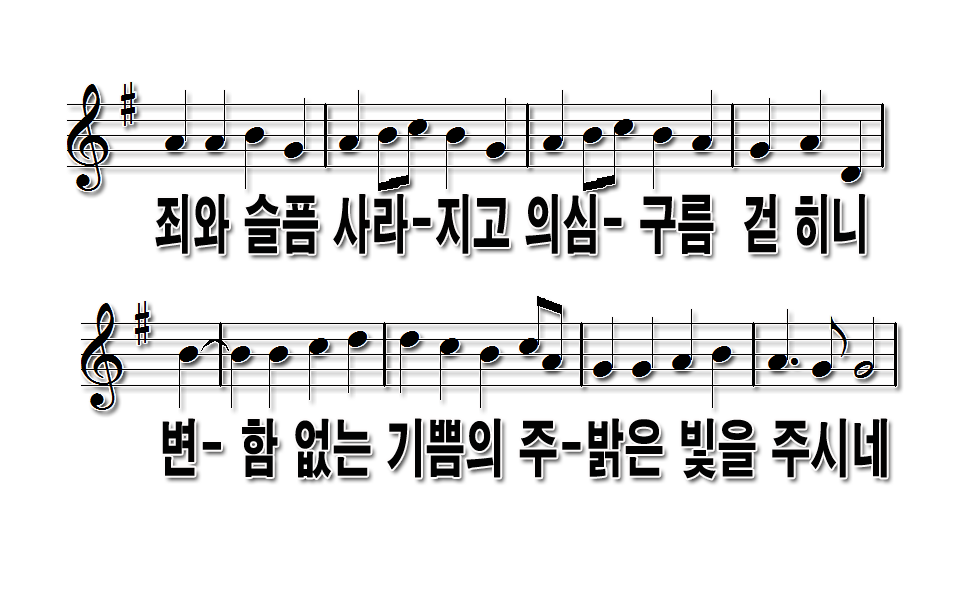 죄와 슬픔 사라-지고 의심- 구름 걷 히니
변- 함 없는 기쁨의 주-밝은 빛을 주시네